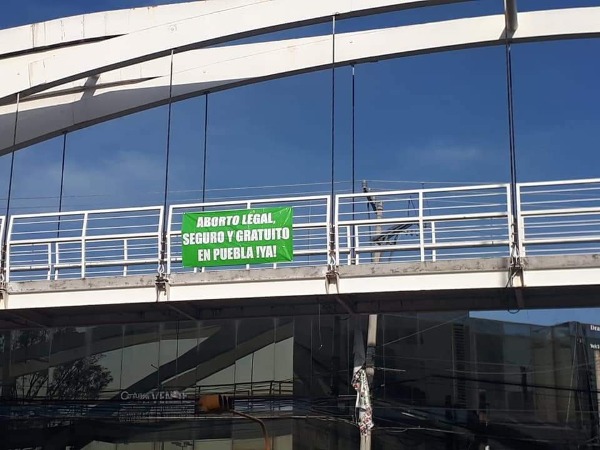 ABORTO LEGAL,
SEGURO Y GRATUITO
EN PUEBLA ¡YA!